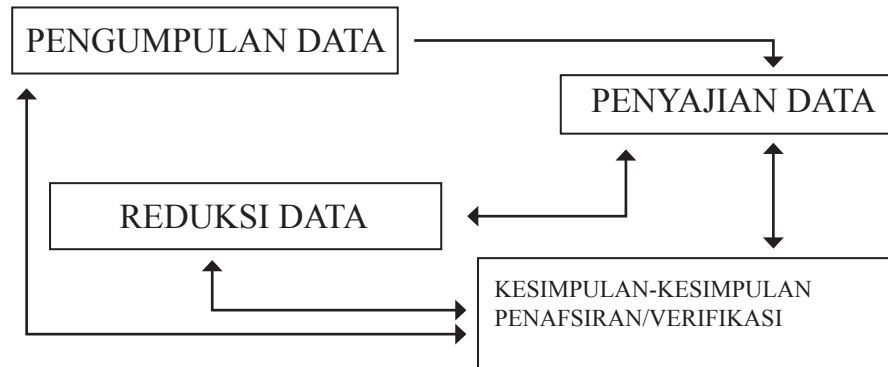 PENGUMPULAN DATA
PENYAJIAN DATA
REDUKSI DATA
KESIMPULAN-KESIMPULAN
PENAFSIRAN/VERIFIKASI